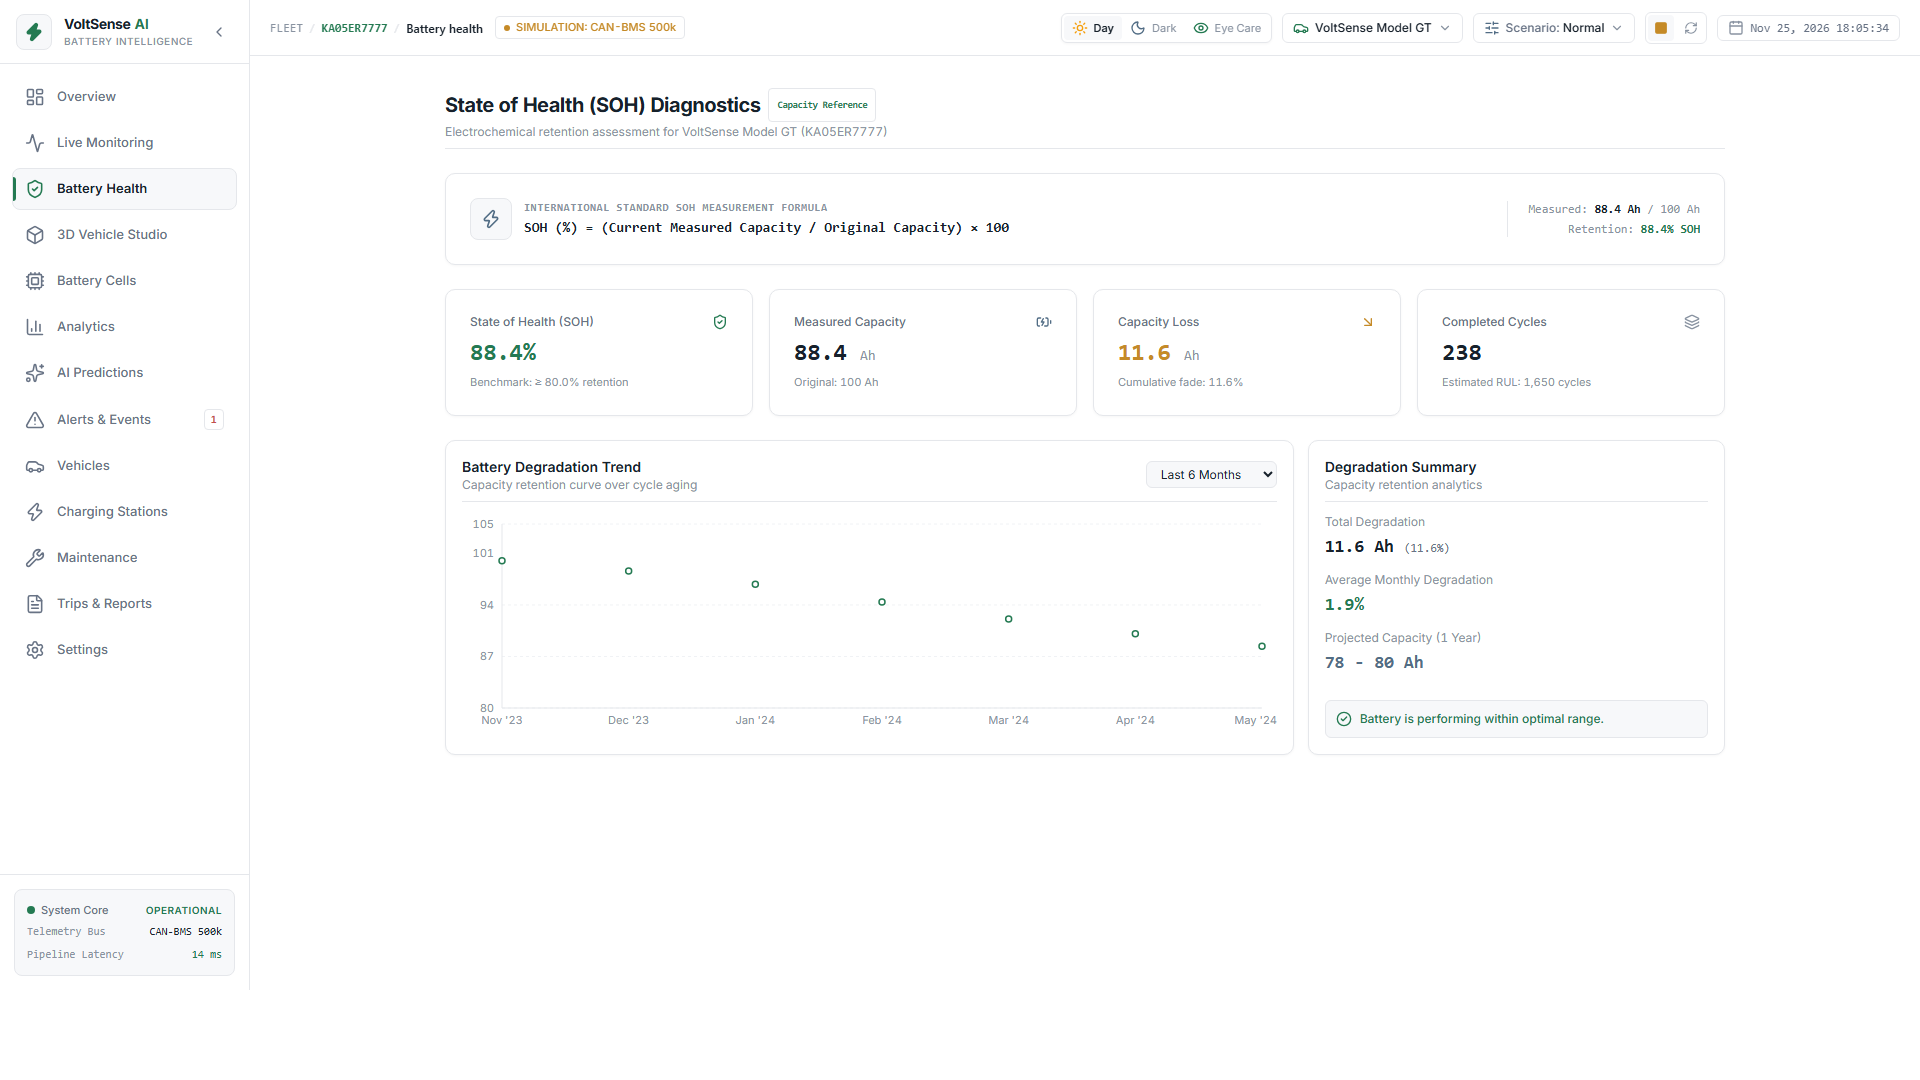 VoltSense AI
BATTERY INTELLIGENCE
Overview
Live Monitoring
Battery Health
3D Vehicle Studio
Battery Cells
Analytics
AI Predictions
Alerts & Events 1
Vehicles
Charging Stations
Maintenance
Trips & Reports
Settings
System Core OPERATIONAL
Telemetry Bus CAN-BMS 500k
Pipeline Latency 14 ms
FLEET / KA05ER7777 / Battery health SIMULATION: CAN-BMS 500k
Day Dark Eye Care VoltSense Model GT Scenario: Normal Nov 25, 2026 18:05:34
State of Health (SOH) Diagnostics Capacity Reference
Electrochemical retention assessment for VoltSense Model GT (KA05ER7777)
INTERNATIONAL STANDARD SOH MEASUREMENT FORMULA
SOH (%) = (Current Measured Capacity / Original Capacity) × 100
Measured: 88.4 Ah / 100 Ah
Retention: 88.4% SOH
State of Health (SOH)
88.4%
Benchmark: ≥ 80.0% retention
Measured Capacity
88.4 Ah
Original: 100 Ah
Capacity Loss
11.6 Ah
Cumulative fade: 11.6%
Completed Cycles
238
Estimated RUL: 1,650 cycles
Battery Degradation Trend
Capacity retention curve over cycle aging
Last 6 Months
105
101
94
87
80
Nov '23 Dec '23 Jan '24 Feb '24 Mar '24 Apr '24 May '24
Degradation Summary
Capacity retention analytics
Total Degradation
11.6 Ah (11.6%)
Average Monthly Degradation
1.9%
Projected Capacity (1 Year)
78 - 80 Ah
Battery is performing within optimal range.